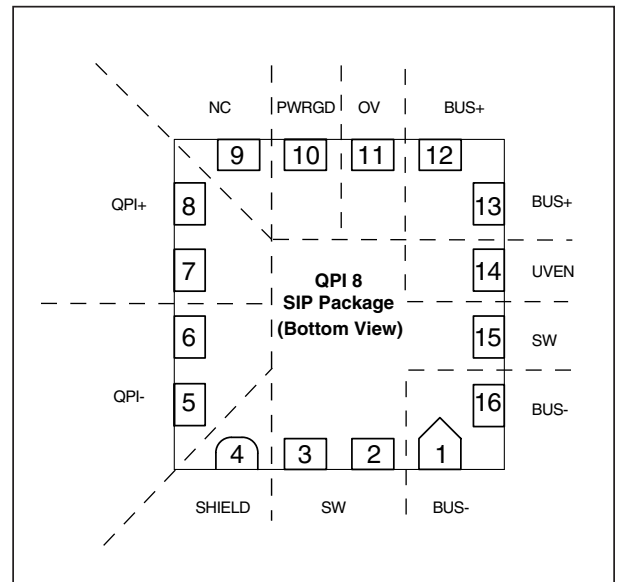 NC PWRGD OV BUS+
9 10 11 12
QPI+ 8 13 BUS+
7 14 UVEN
QPI 8
SIP Package
(Bottom View)
6 15 SW
QPI- 5 16 BUS-
4 3 2 1
SHIELD SW BUS-